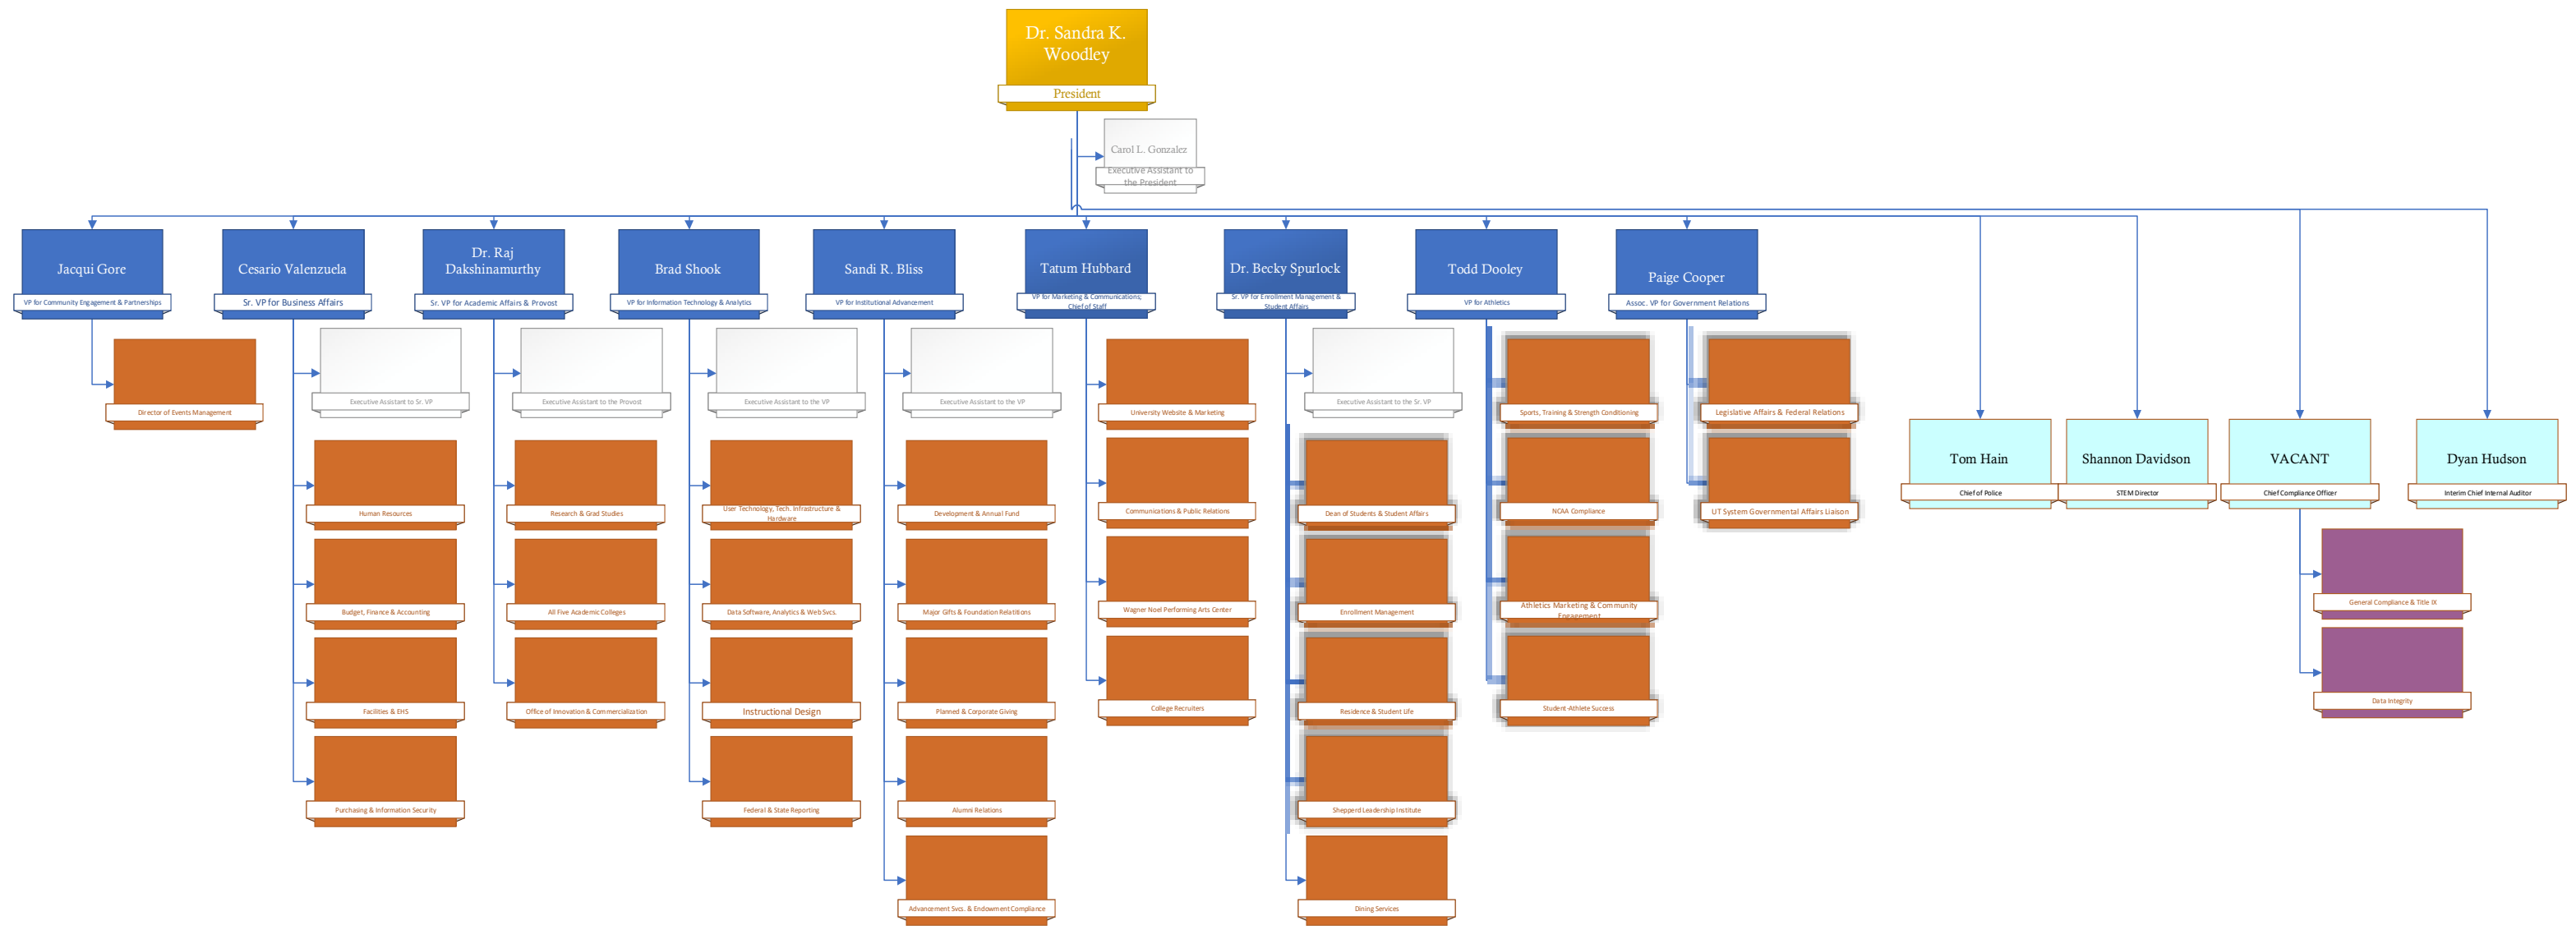 Dr. Sandra K.
Woodley
President
Carol L. Gonzalez
Executive Assistant to
the President
Jacqui Gore
VP for Community Engagement & Partnerships
Cesario Valenzuela
Sr. VP for Business Affairs
Dr. Raj
Dakshinamurthy
Sr. VP for Academic Affairs & Provost
Brad Shook
VP for Information Technology & Analytics
Sandi R. Bliss
VP for Institutional Advancement
Tatum Hubbard
VP for Marketing & Communications;
Chief of Staff
Dr. Becky Spurlock
Sr. VP for Enrollment Management &
Student Affairs
Todd Dooley
VP for Athletics
Paige Cooper
Assoc. VP for Government Relations
Director of Events Management
Executive Assistant to Sr. VP
Human Resources
Budget, Finance & Accounting
Facilities & EHS
Purchasing & Information Security
Executive Assistant to the Provost
Research & Grad Studies
All Five Academic Colleges
Office of Innovation & Commercialization
Executive Assistant to the VP
User Technology, Tech. Infrastructure &
Hardware
Data Software, Analytics & Web Svcs.
Instructional Design
Federal & State Reporting
Executive Assistant to the VP
Development & Annual Fund
Major Gifts & Foundation Relatitions
Planned & Corporate Giving
Alumni Relations
Advancement Svcs. & Endowment Compliance
University Website & Marketing
Communications & Public Relations
Wagner Noel Performing Arts Center
College Recruiters
Executive Assistant to the Sr. VP
Dean of Students & Student Affairs
Enrollment Management
Residence & Student Life
Shepperd Leadership Institute
Dining Services
Sports, Training & Strength Conditioning
NCAA Compliance
Athletics Marketing & Community
Engagement
Student-Athlete Success
Legislative Affairs & Federal Relations
UT System Governmental Affairs Liaison
Tom Hain
Chief of Police
Shannon Davidson
STEM Director
VACANT
Chief Compliance Officer
General Compliance & Title IX
Data Integrity
Dyan Hudson
Interim Chief Internal Auditor